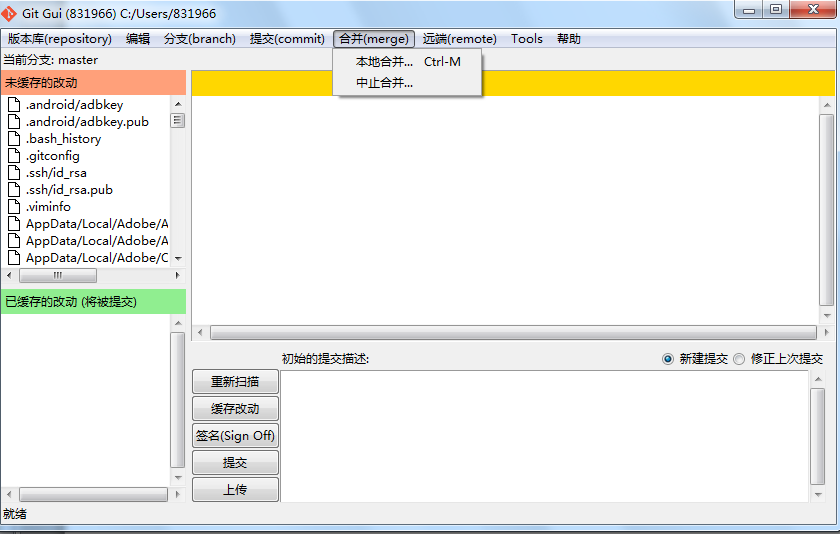 Git Gui (831966) C:/Users/831966
版本库(repository) 编辑 分支(branch) 提交(commit) 合并(merge) 远端(remote) Tools 帮助
本地合并... Ctrl-M
中止合并...
当前分支: master
未缓存的改动
.android/adbkey
.android/adbkey.pub
.bash_history
.gitconfig
.ssh/id_rsa
.ssh/id_rsa.pub
.viminfo
AppData/Local/Adobe/A
AppData/Local/Adobe/A
AppData/Local/Adobe/C
已缓存的改动 (将被提交)
初始的提交描述: 新建提交 修正上次提交
重新扫描
缓存改动
签名(Sign Off)
提交
上传
就绪